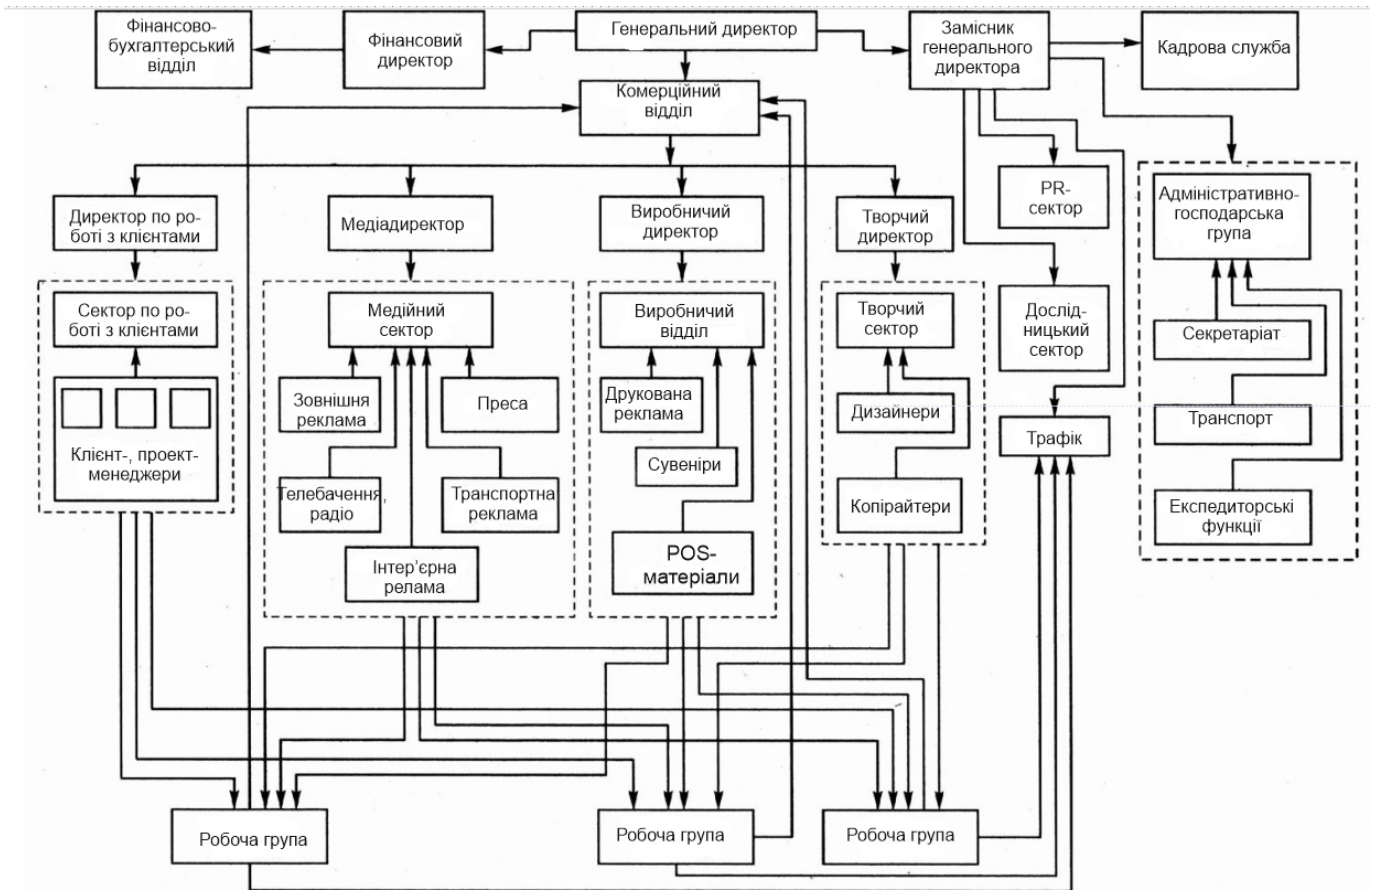 Фінансово-
бухгалтерський
відділ
Фінансовий
директор
Генеральний директор
Замісник
генерального
директора
Кадрова служба
Комерційний
відділ
Директор по ро-
боті з клієнтами
Медіадиректор
Виробничий
директор
Творчий
директор
PR-
сектор
Адміністративно-
господарська
група
Сектор по ро-
боті з клієнтами
Медійний
сектор
Виробничий
відділ
Творчий
сектор
Дослід-
ницький
сектор
Секретаріат
Зовнішня
реклама
Преса
Друкована
реклама
Дизайнери
Трафік
Транспорт
Клієнт-, проект-
менеджери
Телебачення,
радіо
Транспортна
реклама
Сувеніри
Копірайтери
Експедиторські
функції
Інтер’єрна
релама
POS-
матеріали
Робоча група
Робоча група
Робоча група